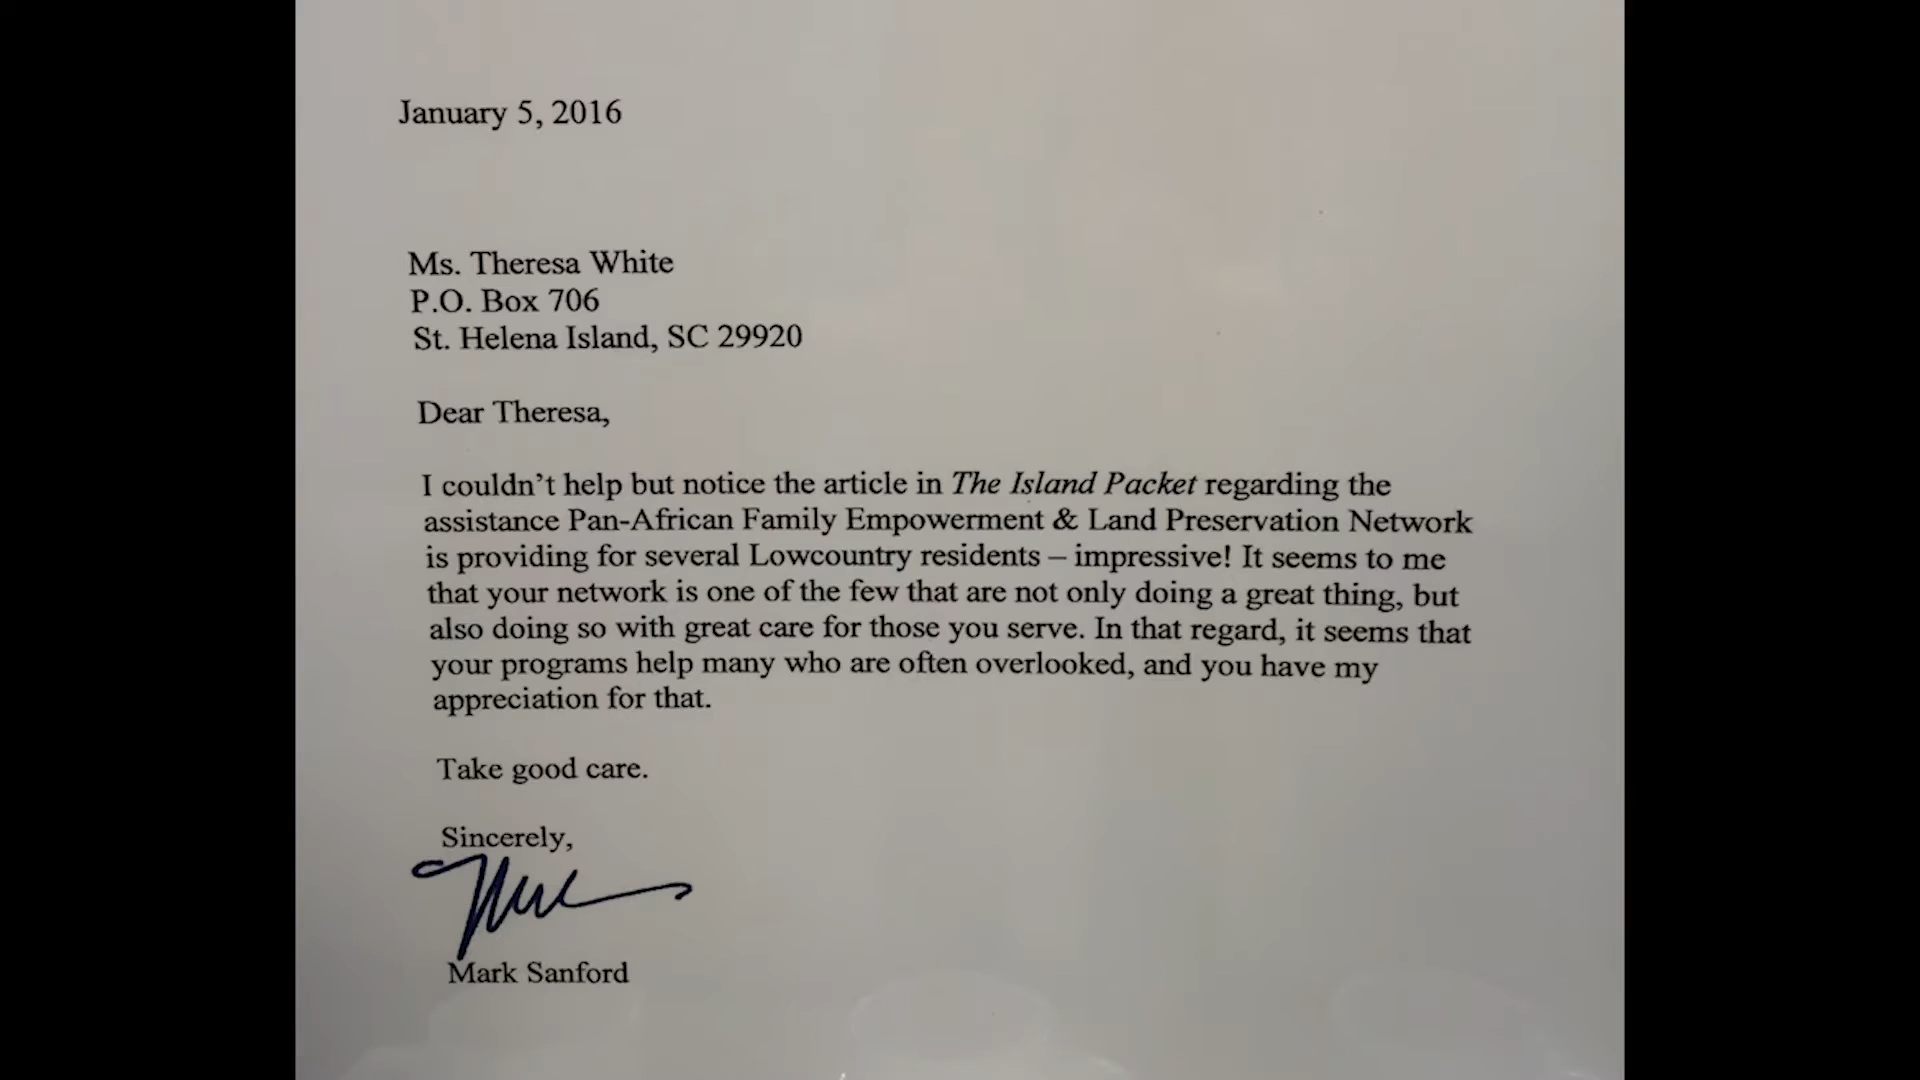 January 5, 2016
Ms. Theresa White
P.O. Box 706
St. Helena Island, SC 29920
Dear Theresa,
I couldn’t help but notice the article in The Island Packet regarding the
assistance Pan-African Family Empowerment & Land Preservation Network
is providing for several Lowcountry residents – impressive! It seems to me
that your network is one of the few that are not only doing a great thing, but
also doing so with great care for those you serve. In that regard, it seems that
your programs help many who are often overlooked, and you have my
appreciation for that.
Take good care.
Sincerely,
Mark Sanford